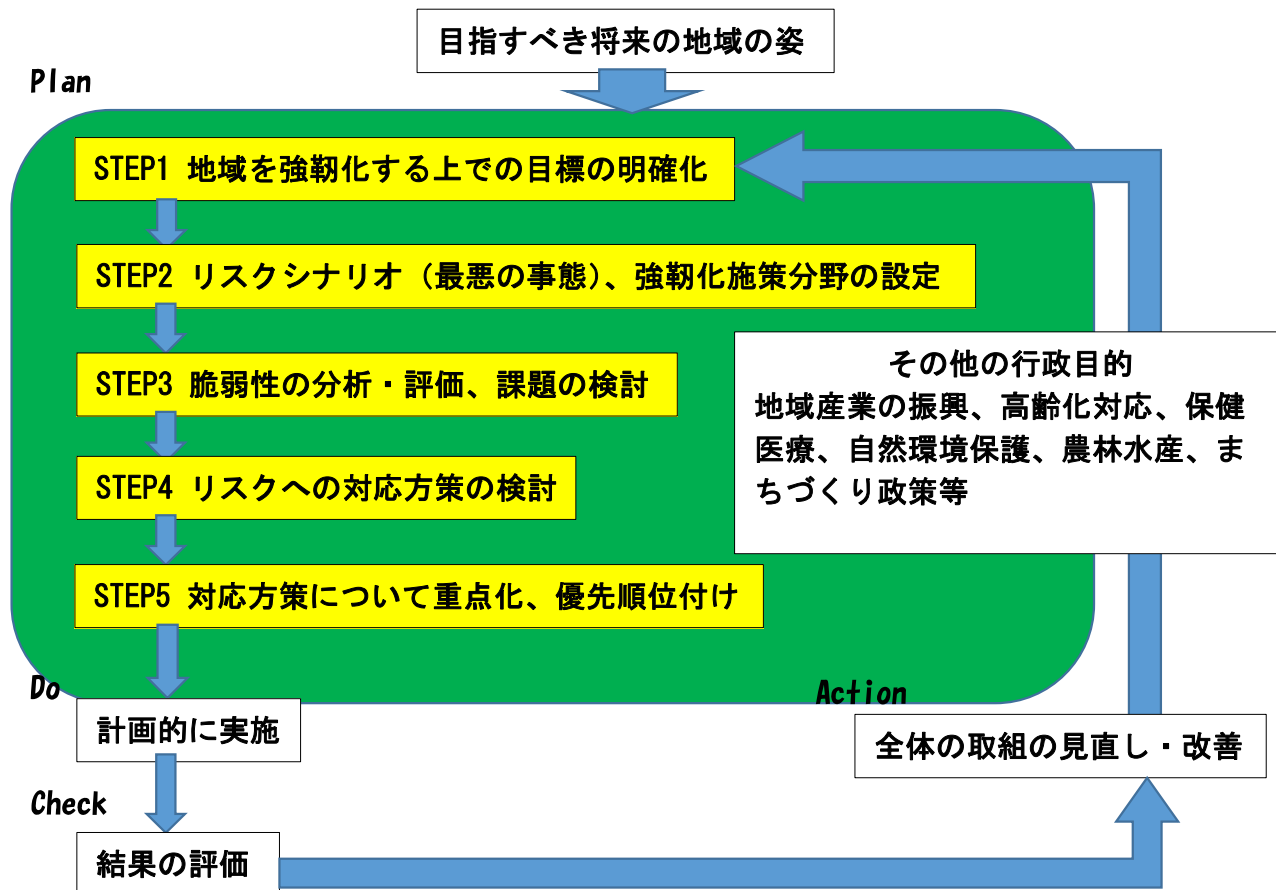 目指すべき将来の地域の姿
Plan
STEP1 地域を強靭化する上での目標の明確化
STEP2 リスクシナリオ（最悪の事態）、強靭化施策分野の設定
STEP3 脆弱性の分析・評価、課題の検討
STEP4 リスクへの対応方策の検討
STEP5 対応方策について重点化、優先順位付け
その他の行政目的
地域産業の振興、高齢化対応、保健
医療、自然環境保護、農林水産、ま
ちづくり政策等
Do
計画的に実施
Check
結果の評価
Action
全体の取組の見直し・改善